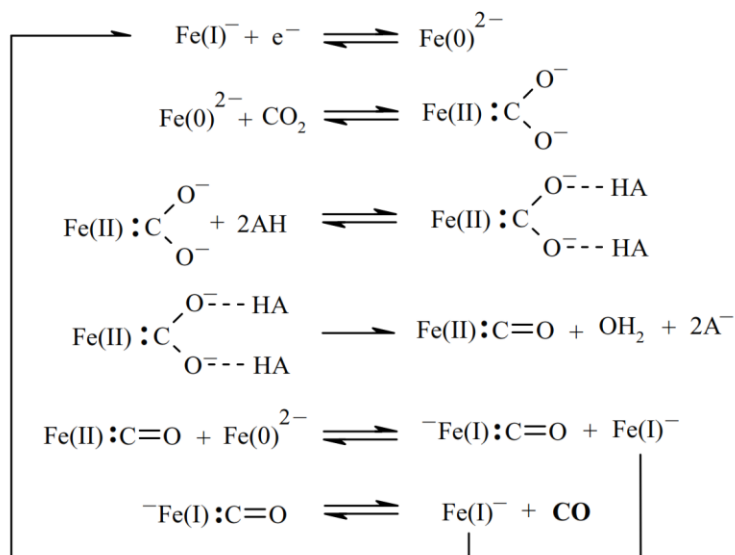 Fe(I)⁻ + e⁻ ⇌ Fe(0)²⁻
Fe(0)²⁻ + CO₂ ⇌ Fe(II) : C O⁻ O⁻
Fe(II) : C O⁻ O⁻ + 2AH ⇌ Fe(II) : C O⁻--- HA O⁻--- HA
Fe(II) : C O⁻--- HA O⁻--- HA → Fe(II) : C=O + OH₂ + 2A⁻
Fe(II) : C=O + Fe(0)²⁻ ⇌ ⁻Fe(I) : C=O + Fe(I)⁻
⁻Fe(I) : C=O ⇌ Fe(I)⁻ + CO